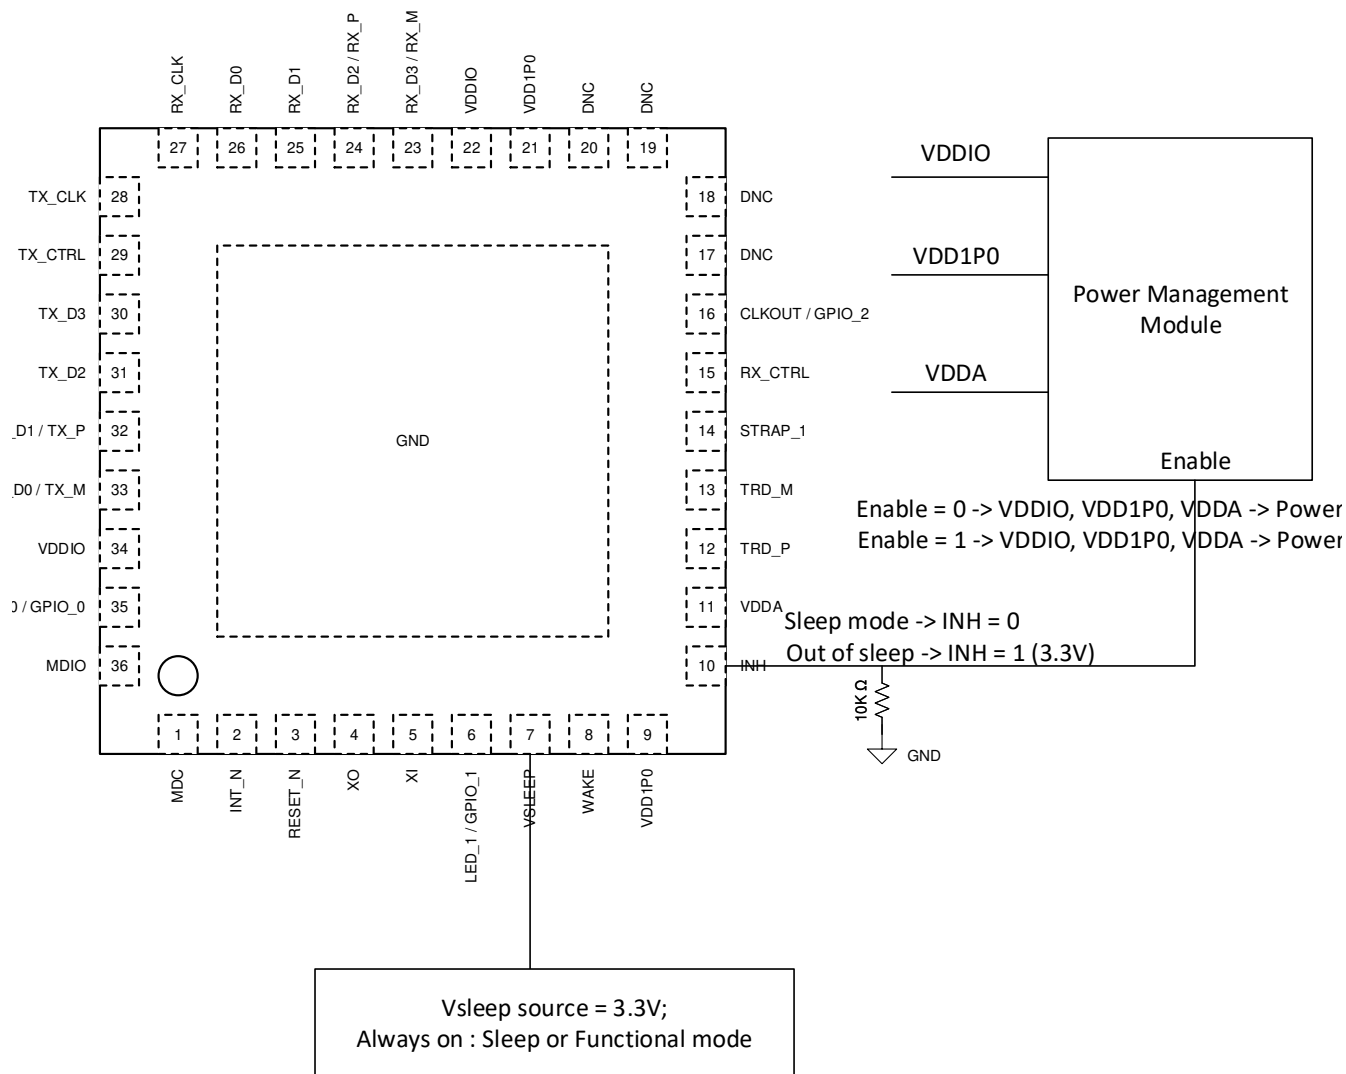 RX_CLK
RX_D0
RX_D1
RX_D2 / RX_P
RX_D3 / RX_M
VDDIO
VDD1P0
DNC
DNC
27
26
25
24
23
22
21
20
19
TX_CLK
28
TX_CTRL
29
TX_D3
30
TX_D2
31
_D1 / TX_P
32
D0 / TX_M
33
VDDIO
34
/ GPIO_0
35
MDIO
36
GND
18
DNC
17
DNC
16
CLKOUT / GPIO_2
15
RX_CTRL
14
STRAP_1
13
TRD_M
12
TRD_P
11
VDDA
10
INH
1
2
3
4
5
6
7
8
9
MDC
INT_N
RESET_N
XO
XI
LED_1 / GPIO_1
VSLEEP
WAKE
VDD1P0
VDDIO
VDD1P0
VDDA
Power Management
Module
Enable
Enable = 0 -> VDDIO, VDD1P0, VDDA -> Power
Enable = 1 -> VDDIO, VDD1P0, VDDA -> Power
Sleep mode -> INH = 0
Out of sleep -> INH = 1 (3.3V)
10K Ω
GND
Vsleep source = 3.3V;
Always on : Sleep or Functional mode